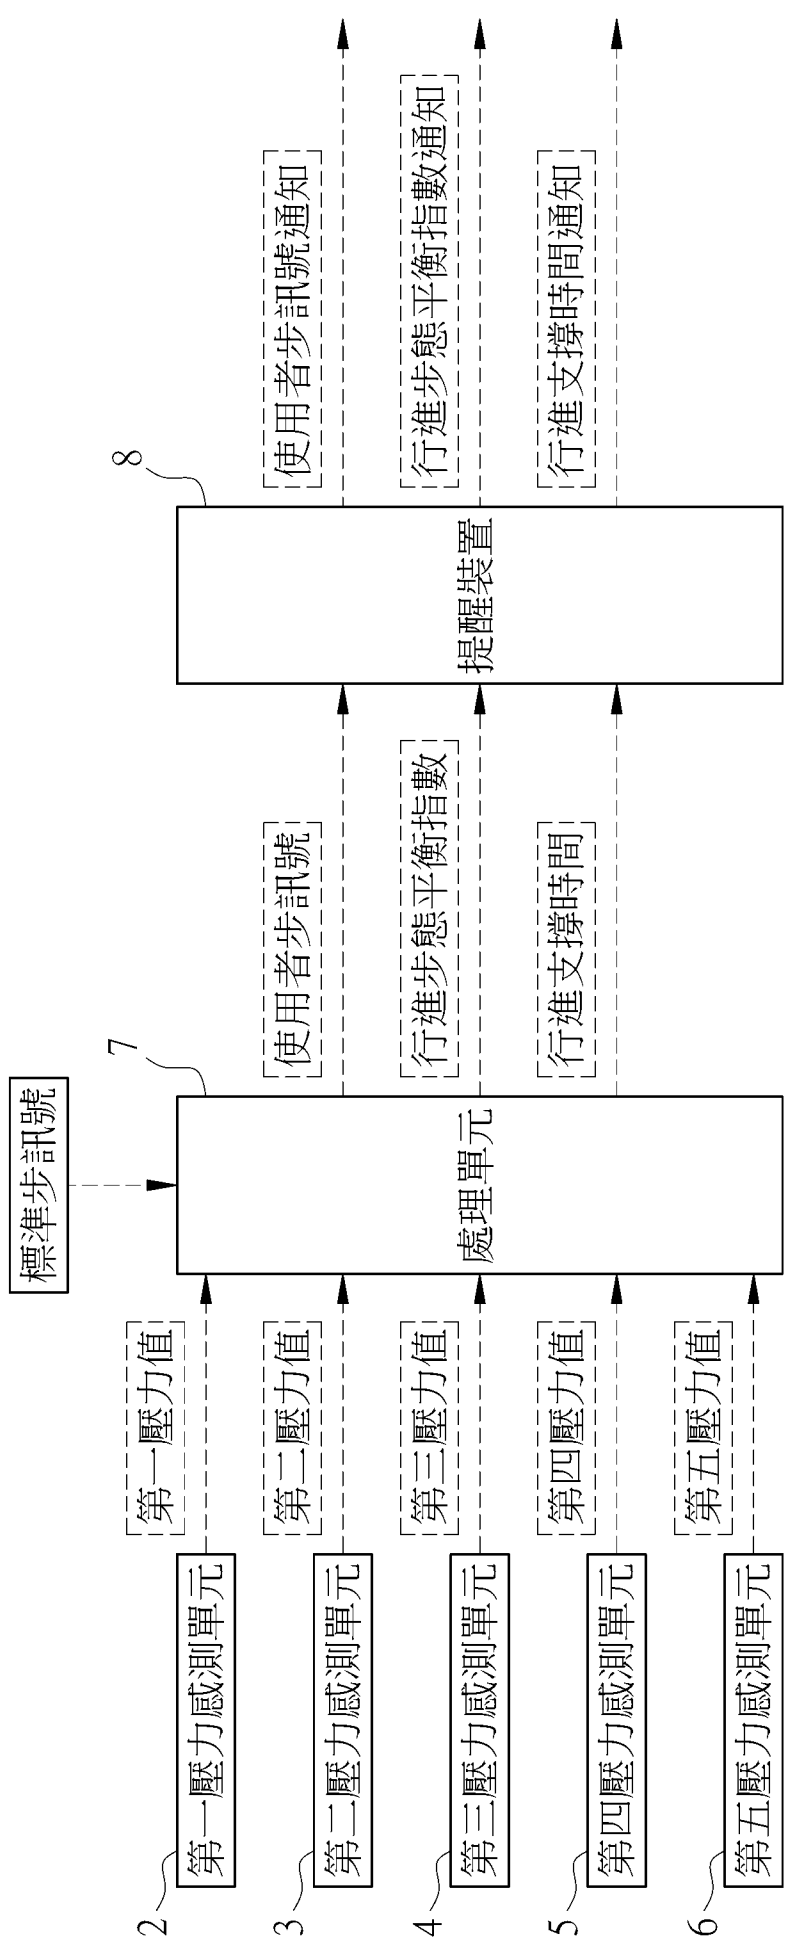 標準步訊號
7
8
2
第一壓力感測單元
第一壓力值
3
第二壓力感測單元
第二壓力值
4
第三壓力感測單元
第三壓力值
5
第四壓力感測單元
第四壓力值
6
第五壓力感測單元
第五壓力值
處理單元
使用者步訊號
行進步態平衡指數
行進支撐時間
提醒裝置
使用者步訊號通知
行進步態平衡指數通知
行進支撐時間通知